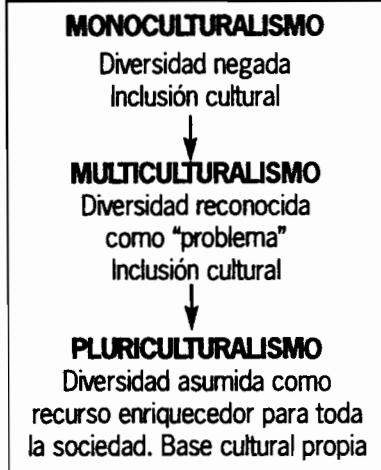 MONOCULTURALISMO
Diversidad negada
Inclusión cultural
MULTICULTURALISMO
Diversidad reconocida
como "problema"
Inclusión cultural
PLURICULTURALISMO
Diversidad asumida como
recurso enriquecedor para toda
la sociedad. Base cultural propia